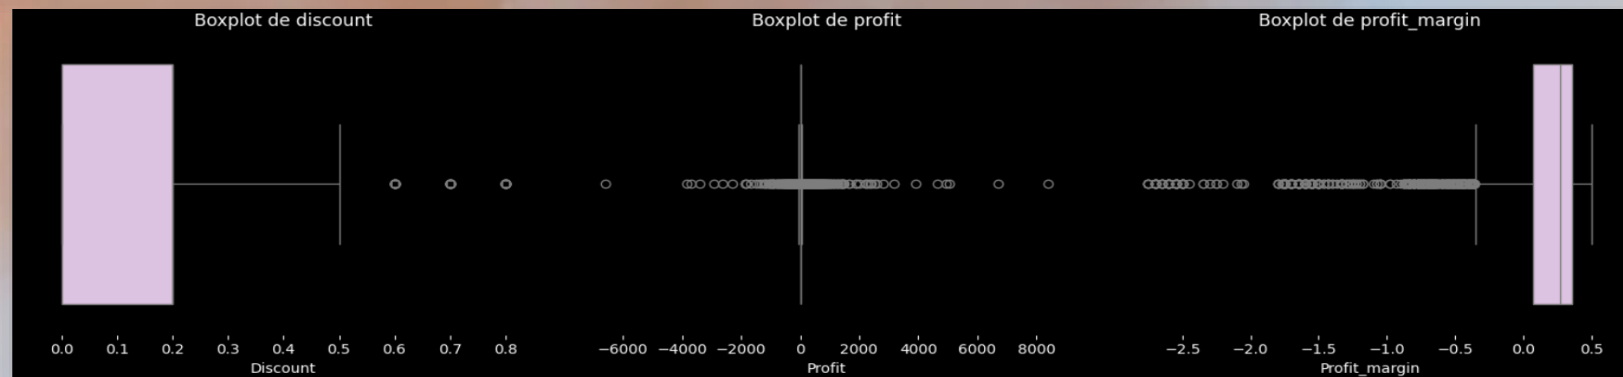 Boxplot de discount
Boxplot de profit
Boxplot de profit_margin
0.0 0.1 0.2 0.3 0.4 0.5 0.6 0.7 0.8
−6000 −4000 −2000 0 2000 4000 6000 8000
−2.5 −2.0 −1.5 −1.0 −0.5 0.0 0.5
Discount
Profit
Profit_margin